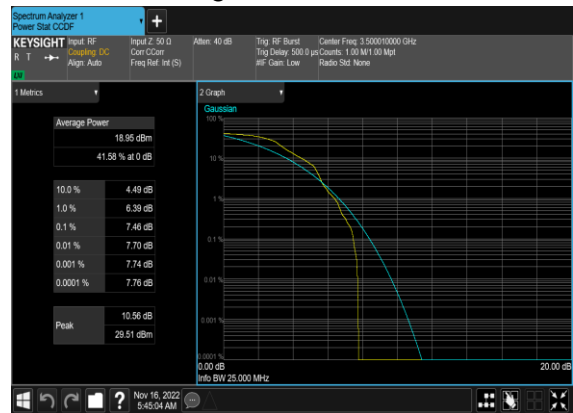 Spectrum Analyzer 1
Power Stat CCDF
+
KEYSIGHT Input: RF Input Z: 50 Ω Atten: 40 dB Trig: RF Burst Center Freq: 3.500010000 GHz
R T Coupling: DC Corr CCorr Trig Delay: 500.0 µs Counts: 1.00 M/1.00 Mpt
Align: Auto Freq Ref: Int (S) #IF Gain: Low Radio Std: None
1 Metrics
2 Graph
Average Power
18.95 dBm
41.58 % at 0 dB
10.0 % 4.49 dB
1.0 % 6.39 dB
0.1 % 7.46 dB
0.01 % 7.70 dB
0.001 % 7.74 dB
0.0001 % 7.76 dB
Peak
10.56 dB
29.51 dBm
Gaussian
100 %
10 %
1 %
0.1 %
0.01 %
0.001 %
0.0001 %
0.00 dB 20.00 dB
Info BW 25.000 MHz
? Nov 16, 2022
5:45:04 AM